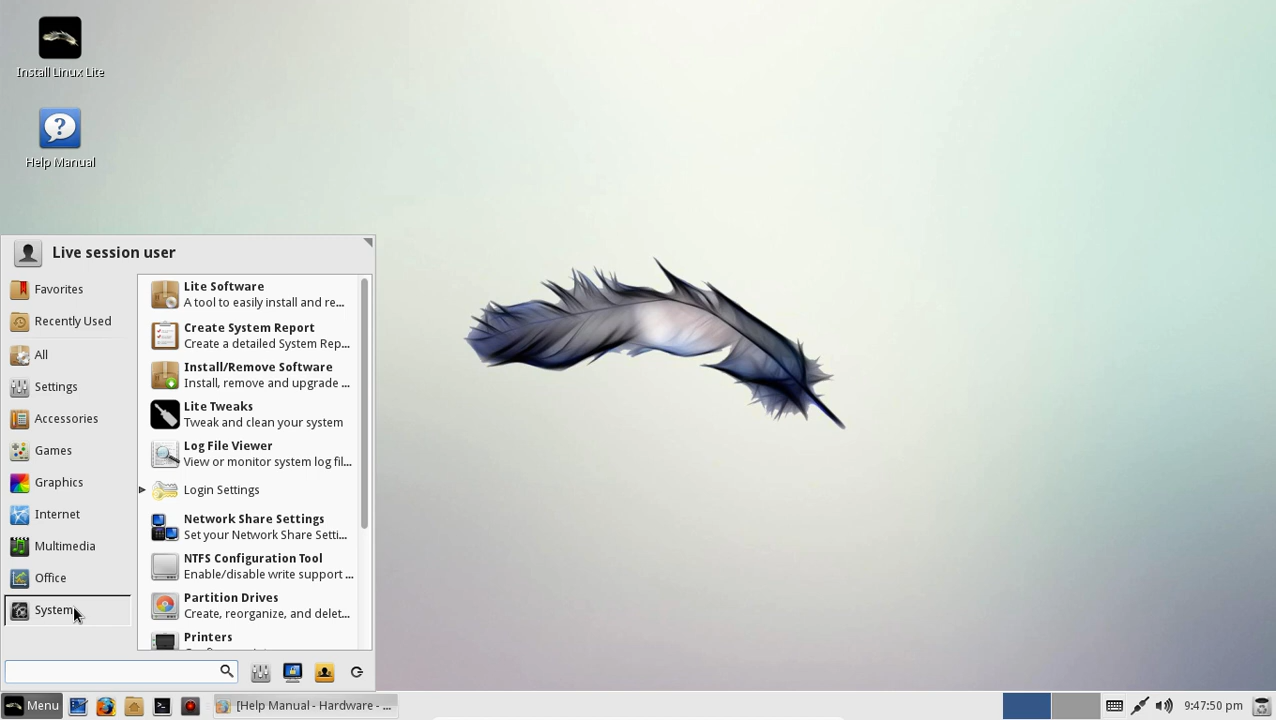 Install Linux Lite
Help Manual
Live session user
Favorites
Recently Used
All
Settings
Accessories
Games
Graphics
Internet
Multimedia
Office
System
Lite Software
A tool to easily install and re...
Create System Report
Create a detailed System Rep...
Install/Remove Software
Install, remove and upgrade ...
Lite Tweaks
Tweak and clean your system
Log File Viewer
View or monitor system log fil...
Login Settings
Network Share Settings
Set your Network Share Setti...
NTFS Configuration Tool
Enable/disable write support ...
Partition Drives
Create, reorganize, and delet...
Printers
Menu
[Help Manual - Hardware - ...
9:47:50 pm